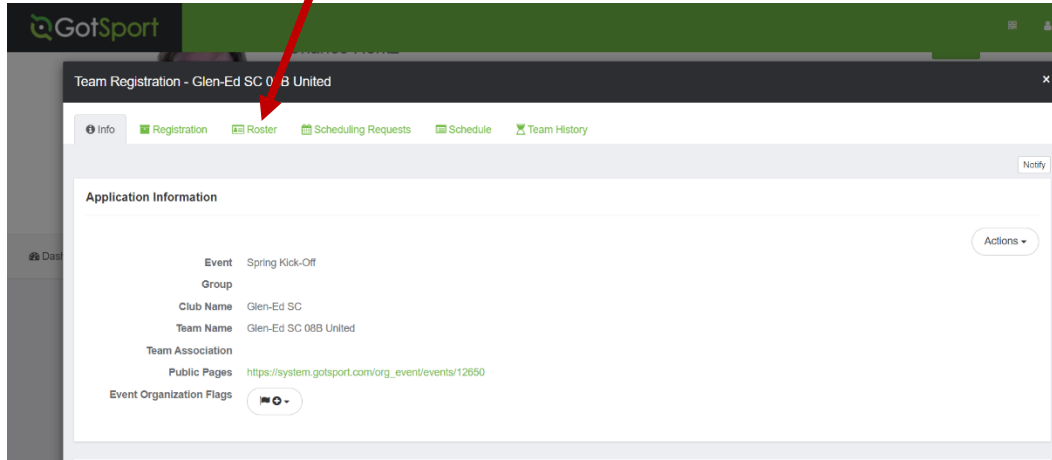 GotSport
Team Registration - Glen-Ed SC 0 B United ×
Info Registration Roster Scheduling Requests Schedule Team History
Notify
Application Information
Actions
Dash
Event Spring Kick-Off
Group
Club Name Glen-Ed SC
Team Name Glen-Ed SC 08B United
Team Association
Public Pages https://system.gotsport.com/org_event/events/12650
Event Organization Flags